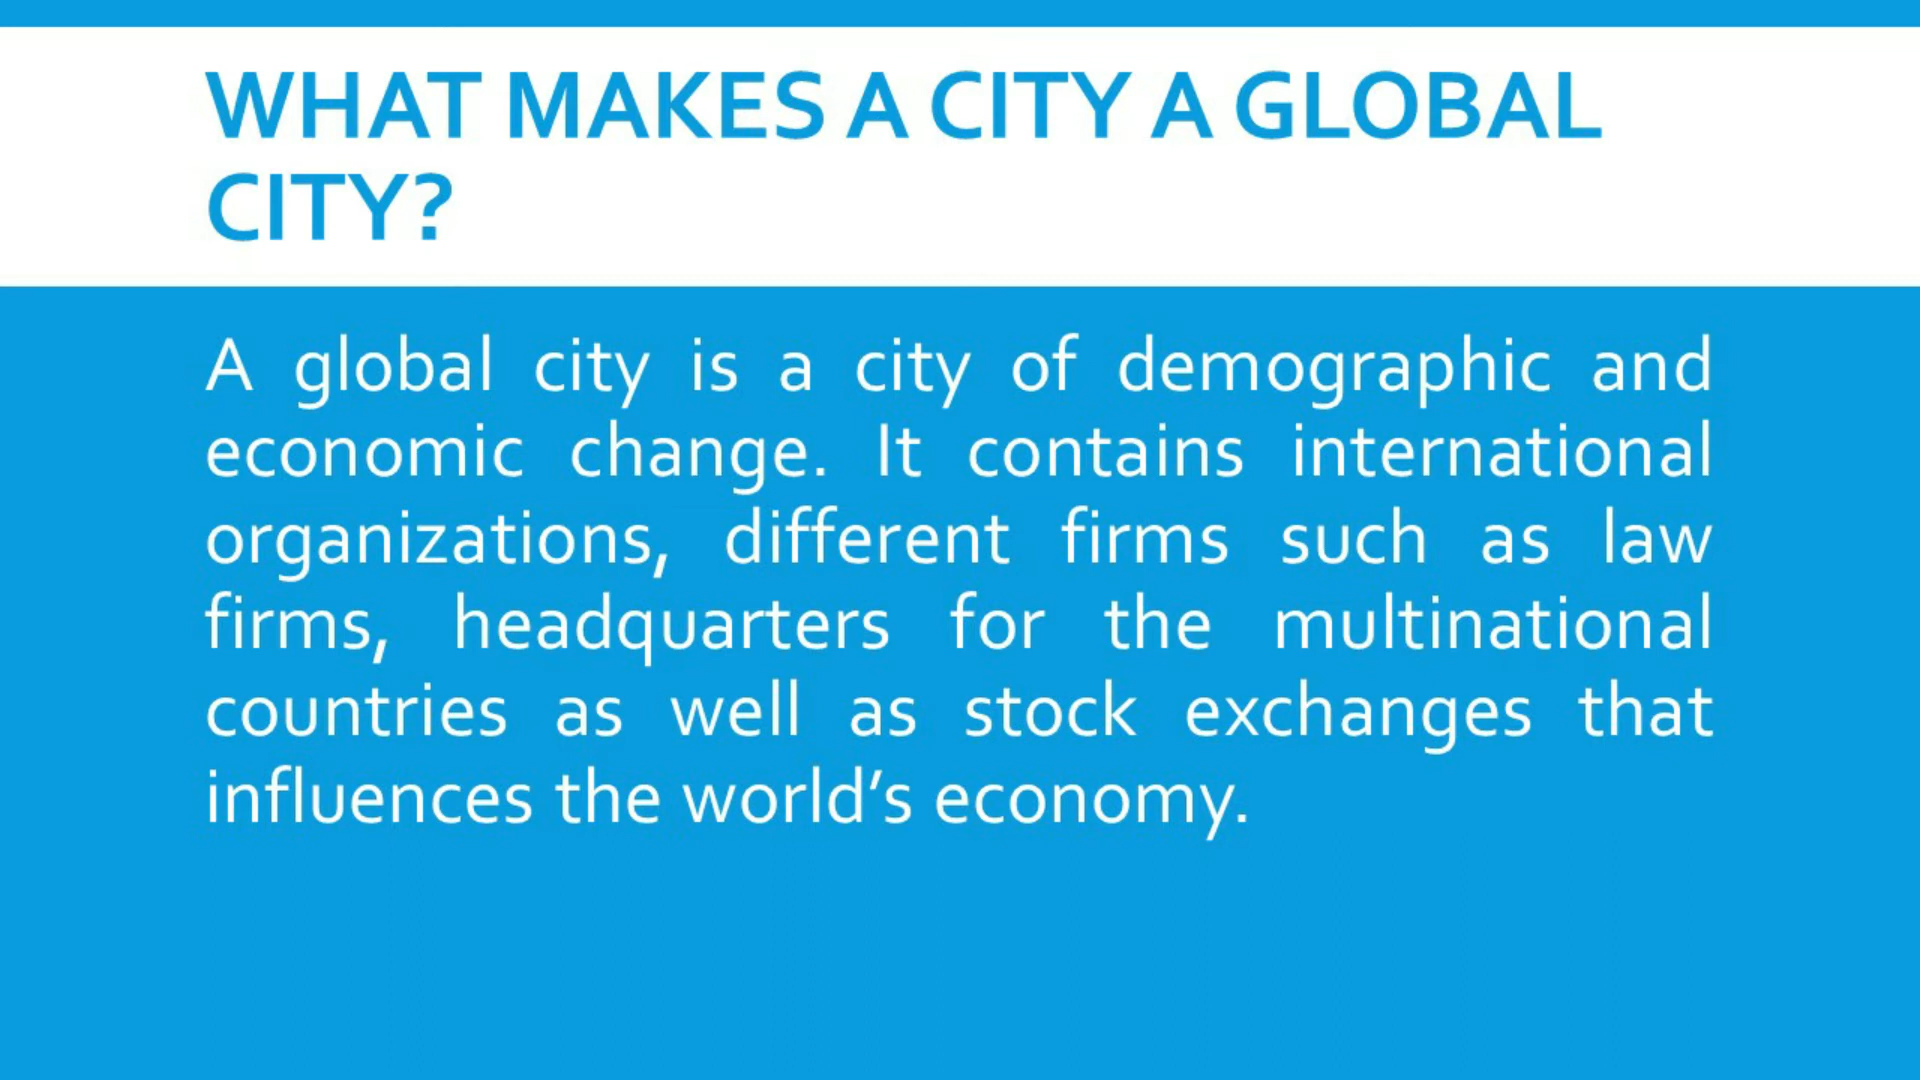 WHAT MAKES A CITY A GLOBAL
CITY?
A global city is a city of demographic and
economic change. It contains international
organizations, different firms such as law
firms, headquarters for the multinational
countries as well as stock exchanges that
influences the world’s economy.